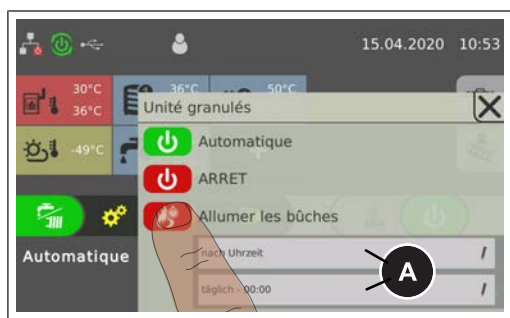 15.04.2020 10:53
30°C
36°C
36°C
50°C
-49°C
Unité granulés
Automatique
ARRET
Allumer les bûches
Automatique
nach Uhrzeit
täglich - 00:00
A